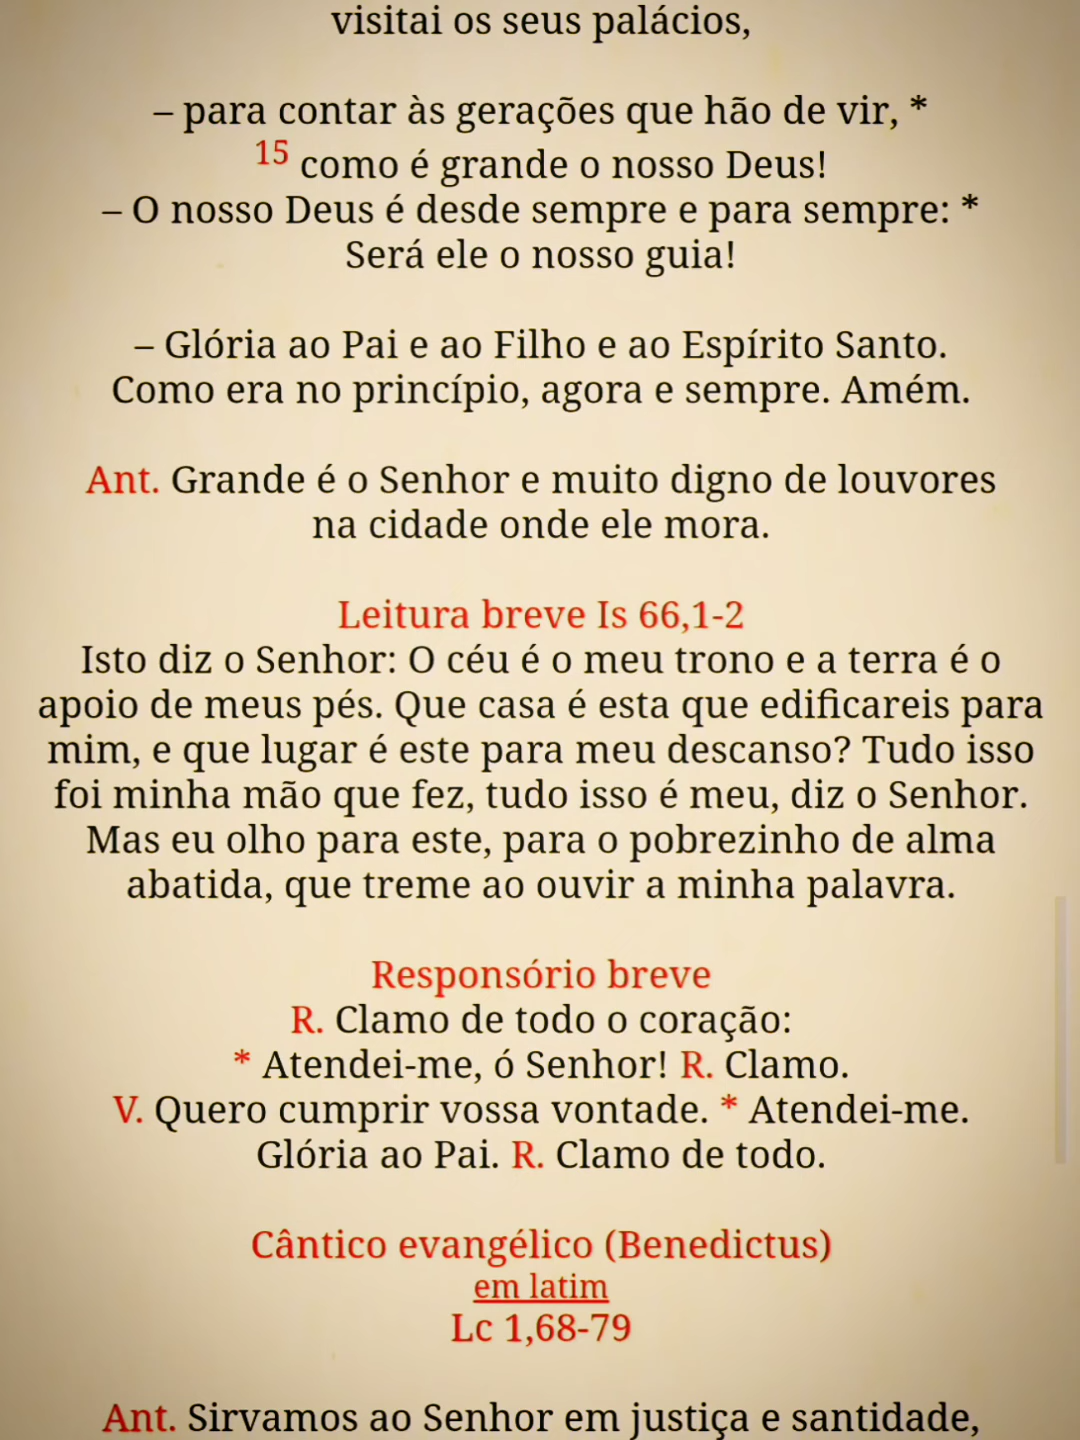 visitai os seus palácios,
– para contar às gerações que hão de vir, *
15 como é grande o nosso Deus!
– O nosso Deus é desde sempre e para sempre: *
Será ele o nosso guia!
– Glória ao Pai e ao Filho e ao Espírito Santo.
Como era no princípio, agora e sempre. Amém.
Ant. Grande é o Senhor e muito digno de louvores
na cidade onde ele mora.
Leitura breve Is 66,1-2
Isto diz o Senhor: O céu é o meu trono e a terra é o
apoio de meus pés. Que casa é esta que edificareis para
mim, e que lugar é este para meu descanso? Tudo isso
foi minha mão que fez, tudo isso é meu, diz o Senhor.
Mas eu olho para este, para o pobrezinho de alma
abatida, que treme ao ouvir a minha palavra.
Responsório breve
R. Clamo de todo o coração:
* Atendei-me, ó Senhor! R. Clamo.
V. Quero cumprir vossa vontade. * Atendei-me.
Glória ao Pai. R. Clamo de todo.
Cântico evangélico (Benedictus)
em latim
Lc 1,68-79
Ant. Sirvamos ao Senhor em justiça e santidade,